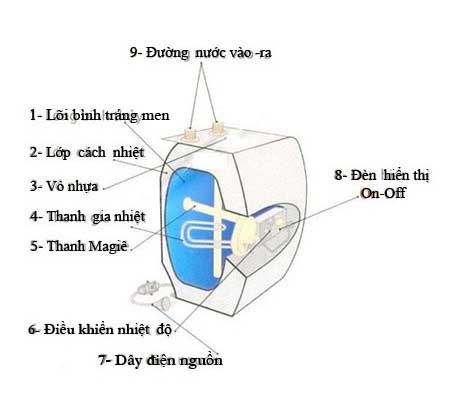 9- Đường nước vào -ra
1- Lõi bình tráng men
2- Lớp cách nhiệt
3- Vỏ nhựa
4- Thanh gia nhiệt
5- Thanh Magiê
8- Đèn hiển thị
On-Off
6- Điều khiển nhiệt độ
7- Dây điện nguồn